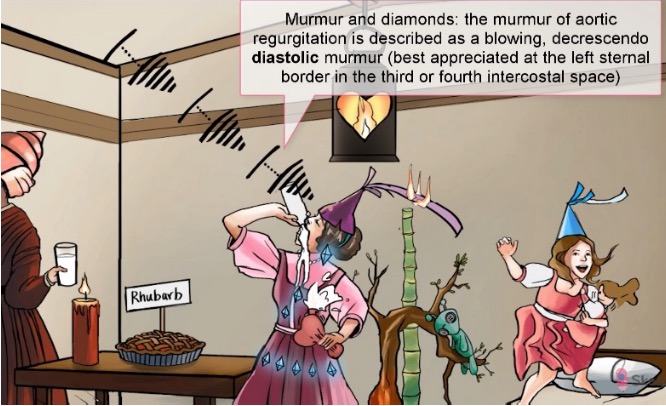 Murmur and diamonds: the murmur of aortic
regurgitation is described as a blowing, decrescendo
diastolic murmur (best appreciated at the left sternal
border in the third or fourth intercostal space)
Rhubarb